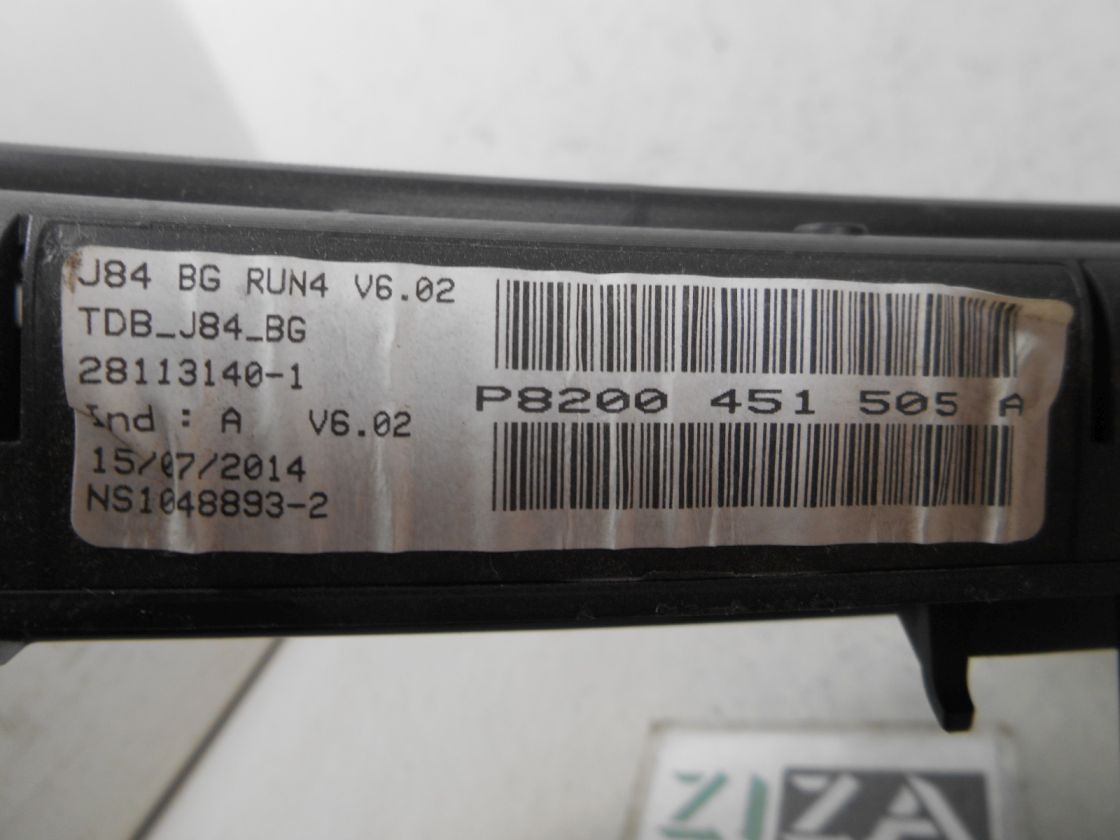 J84 BG RUN4 V6.02
TDB_J84_BG
28113140-1
Ind : A V6.02
15/07/2014
NS1048893-2
P8200 451 505 A
ZIZA